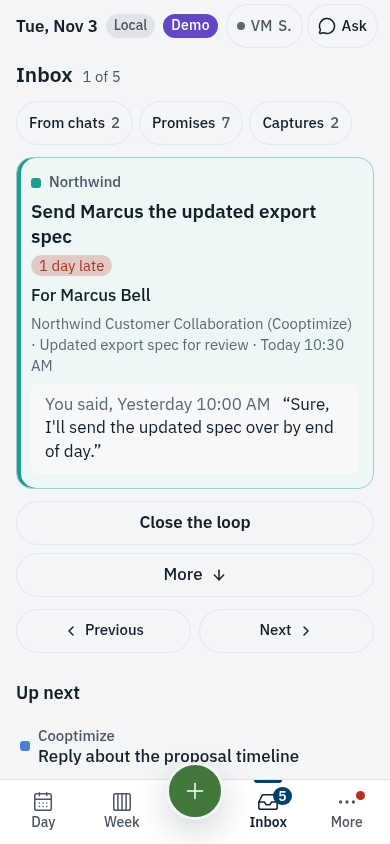 Tue, Nov 3 Local Demo VM S. Ask
Inbox 1 of 5
From chats 2 Promises 7 Captures 2
Northwind
Send Marcus the updated export
spec
1 day late
For Marcus Bell
Northwind Customer Collaboration (Cooptimize)
· Updated export spec for review · Today 10:30
AM
You said, Yesterday 10:00 AM “Sure,
I'll send the updated spec over by end
of day.”
Close the loop
More
Previous Next
Up next
Cooptimize
Reply about the proposal timeline
5
Day Week Inbox More